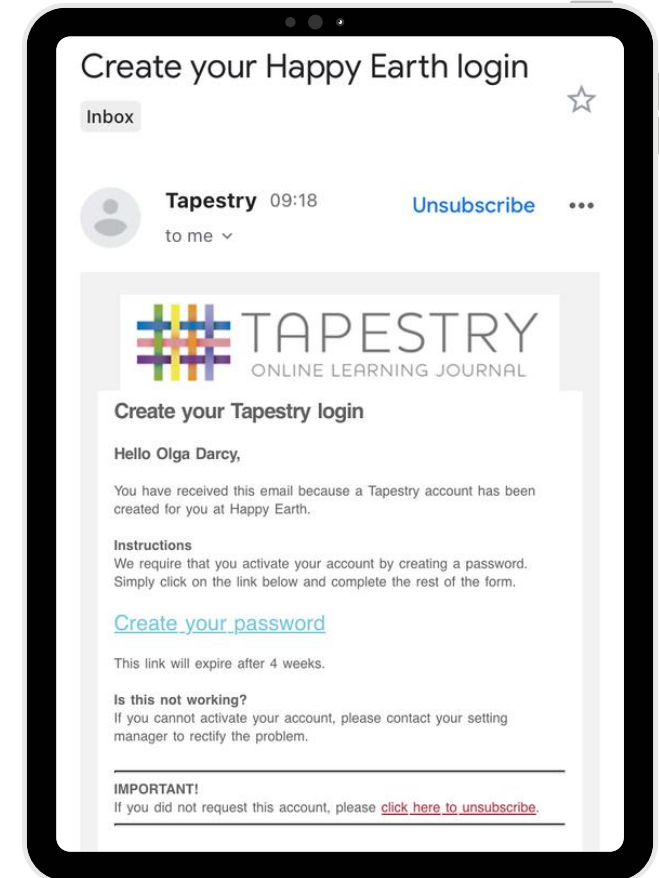 Create your Happy Earth login
Inbox
Tapestry 09:18
Unsubscribe
to me
TAPESTRY
ONLINE LEARNING JOURNAL
Create your Tapestry login
Hello Olga Darcy,
You have received this email because a Tapestry account has been
created for you at Happy Earth.
Instructions
We require that you activate your account by creating a password.
Simply click on the link below and complete the rest of the form.
Create your password
This link will expire after 4 weeks.
Is this not working?
If you cannot activate your account, please contact your setting
manager to rectify the problem.
IMPORTANT!
If you did not request this account, please click here to unsubscribe.